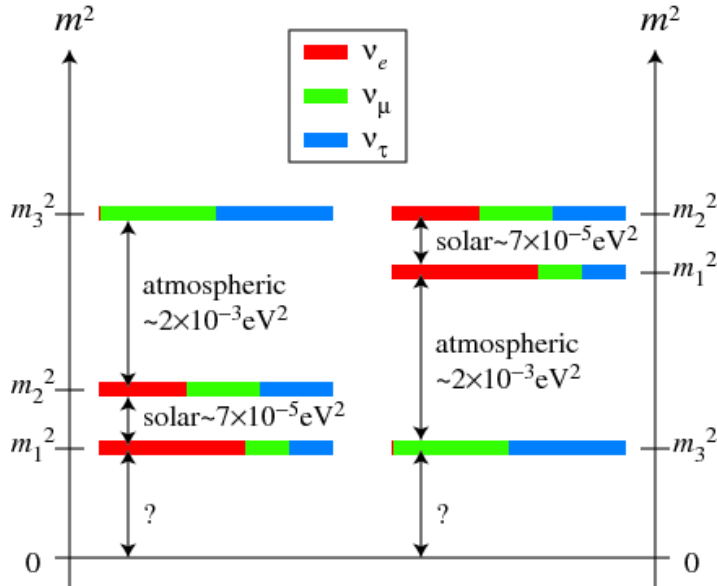 m² m²
νₑ
ν_μ
ν_τ
m₃² m₂²
solar~7×10⁻⁵eV²
m₁²
atmospheric
~2×10⁻³eV²
atmospheric
~2×10⁻³eV²
m₂²
solar~7×10⁻⁵eV²
m₁² m₃²
? ?
0 0